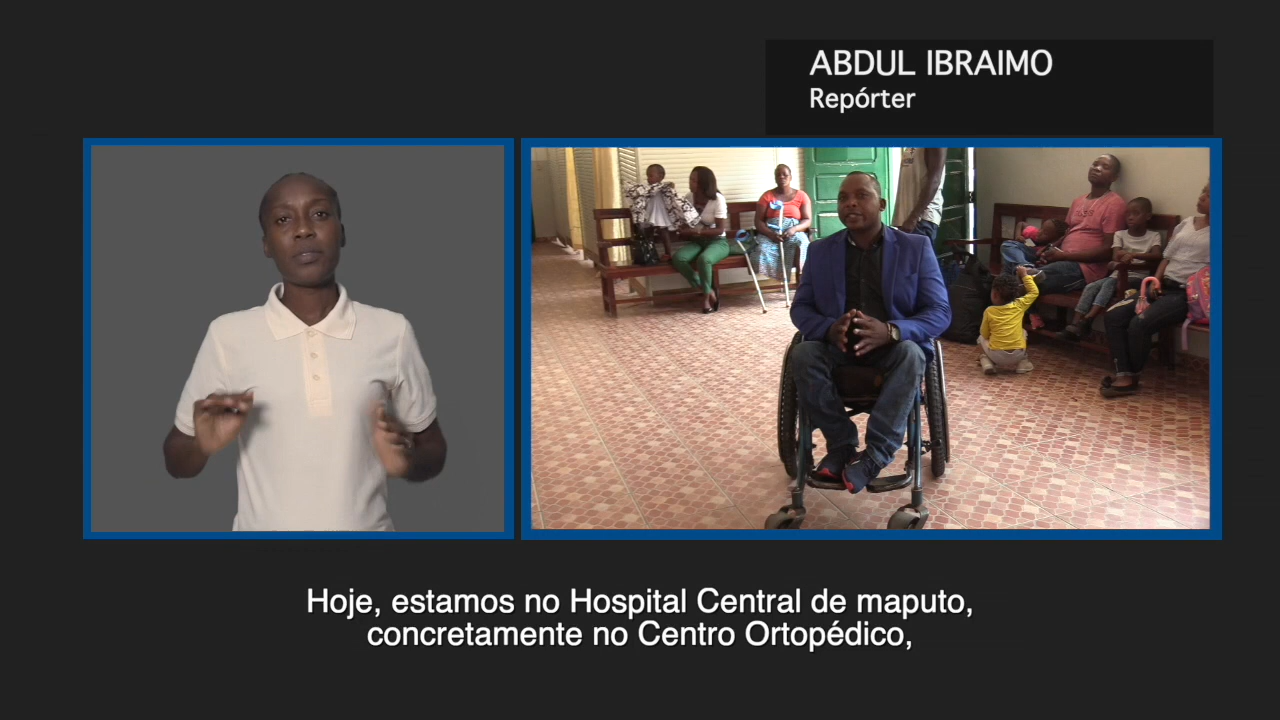 ABDUL IBRAIMO
Repórter
Hoje, estamos no Hospital Central de maputo,
concretamente no Centro Ortopédico,